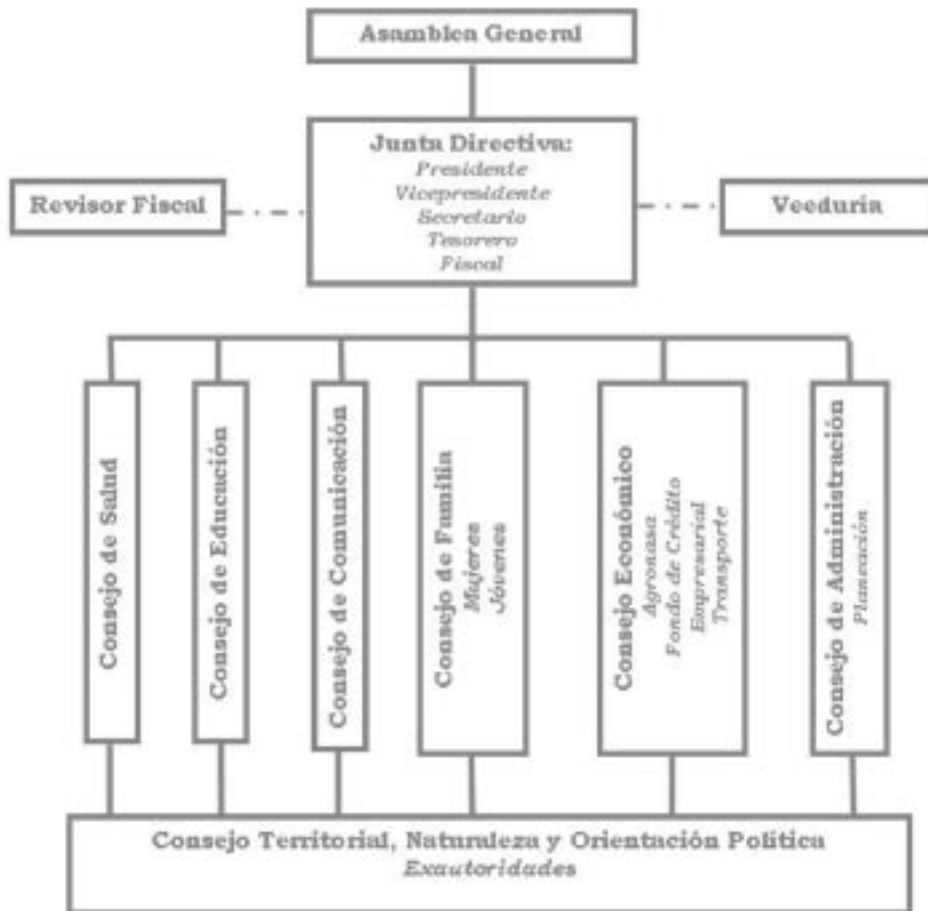 Asamblea General
Junta Directiva:
Presidente
Vicepresidente
Secretario
Tesorero
Fiscal
Revisor Fiscal
Veeduria
Consejo de Salud
Consejo de Educación
Consejo de Comunicación
Consejo de Familia
Mujeres
Jóvenes
Consejo Económico
Agronasa
Fondo de Crédito
Empresarial
Transporte
Consejo de Administración
Planeación
Consejo Territorial, Naturaleza y Orientación Política
Exautoridades